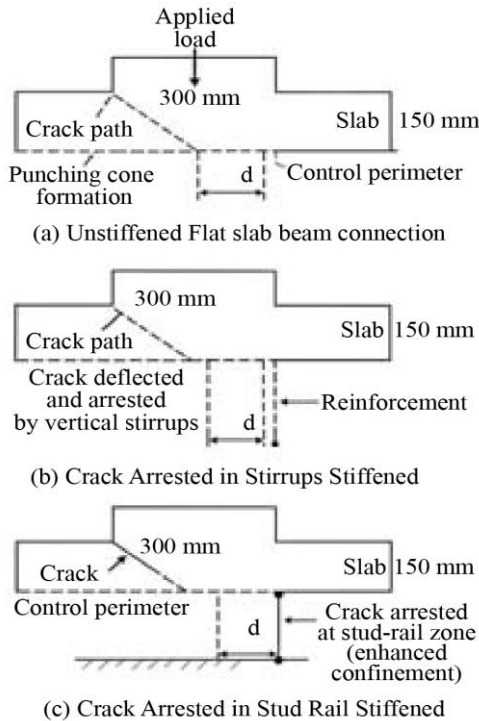 Applied
load
300 mm
Crack path
Slab 150 mm
Punching cone
formation
d
Control perimeter
(a) Unstiffened Flat slab beam connection
300 mm
Crack path
Slab 150 mm
Crack deflected
and arrested
by vertical stirrups
d
Reinforcement
(b) Crack Arrested in Stirrups Stiffened
300 mm
Crack
Slab 150 mm
Control perimeter
d
Crack arrested
at stud-rail zone
(enhanced
confinement)
(c) Crack Arrested in Stud Rail Stiffened